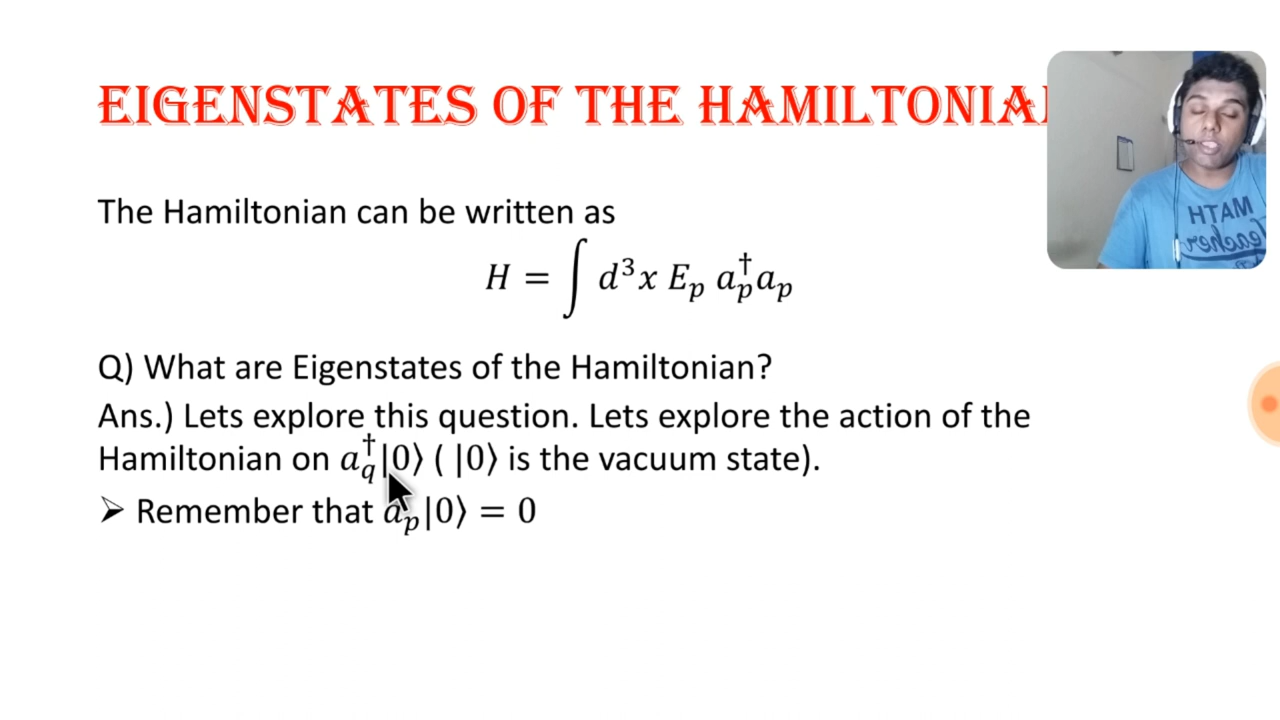 EIGENSTATES OF THE HAMILTONIAN
The Hamiltonian can be written as
H = ∫ d³x E_p a_p^† a_p
Q) What are Eigenstates of the Hamiltonian?
Ans.) Lets explore this question. Lets explore the action of the
Hamiltonian on a_q^†|0⟩ ( |0⟩ is the vacuum state).
➢ Remember that a_p|0⟩ = 0
MATH
Teacher